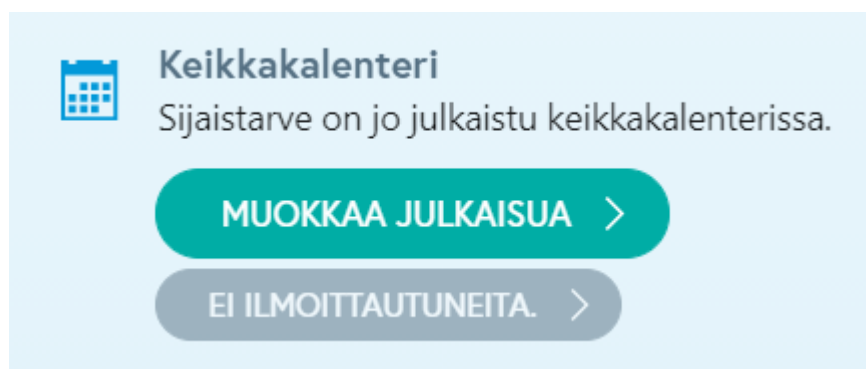 Keikkakalenteri
Sijaistarve on jo julkaistu keikkakalenterissa.
MUOKKAA JULKAISUA
EI ILMOITTAUTUNEITA.